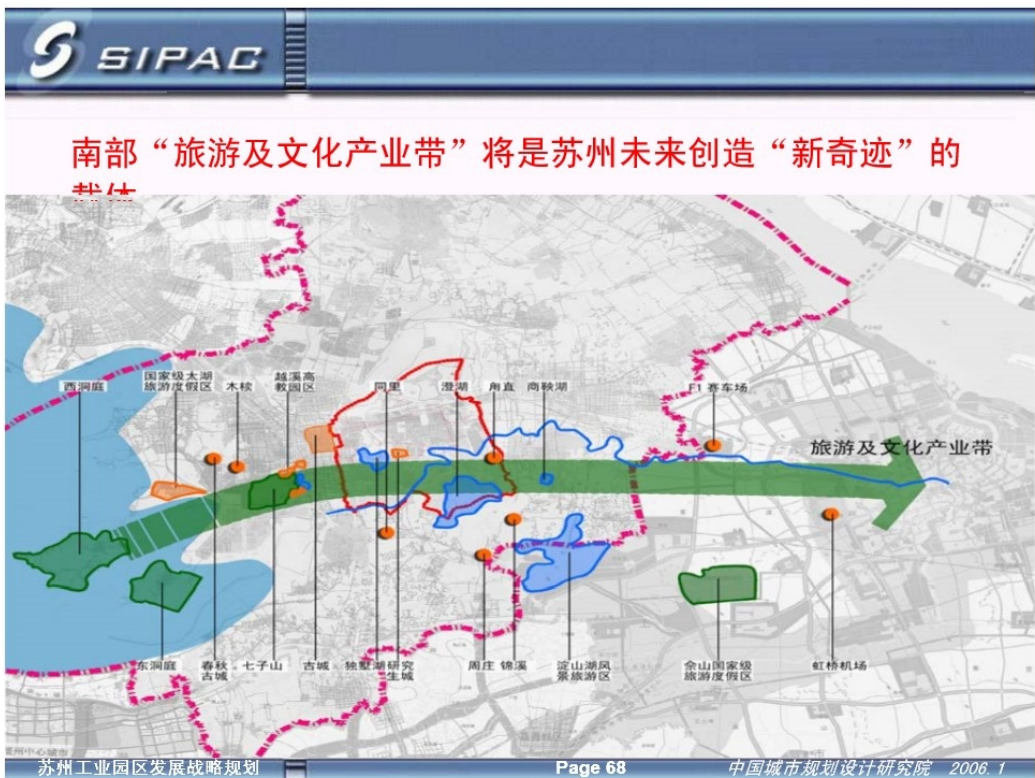 SIPAC
南部“旅游及文化产业带”将是苏州未来创造“新奇迹”的
载体
西洞庭
国家级太湖
旅游度假区
木椟
越溪高
教园区
同里
澄湖
甪直
商鞅湖
F1 赛车场
旅游及文化产业带
东洞庭
春秋
古城
七子山
古城
独墅湖研究
生城
周庄
锦溪
淀山湖风
景旅游区
佘山国家级
旅游度假区
虹桥机场
苏州工业园区发展战略规划
Page 68
中国城市规划设计研究院 2006.1